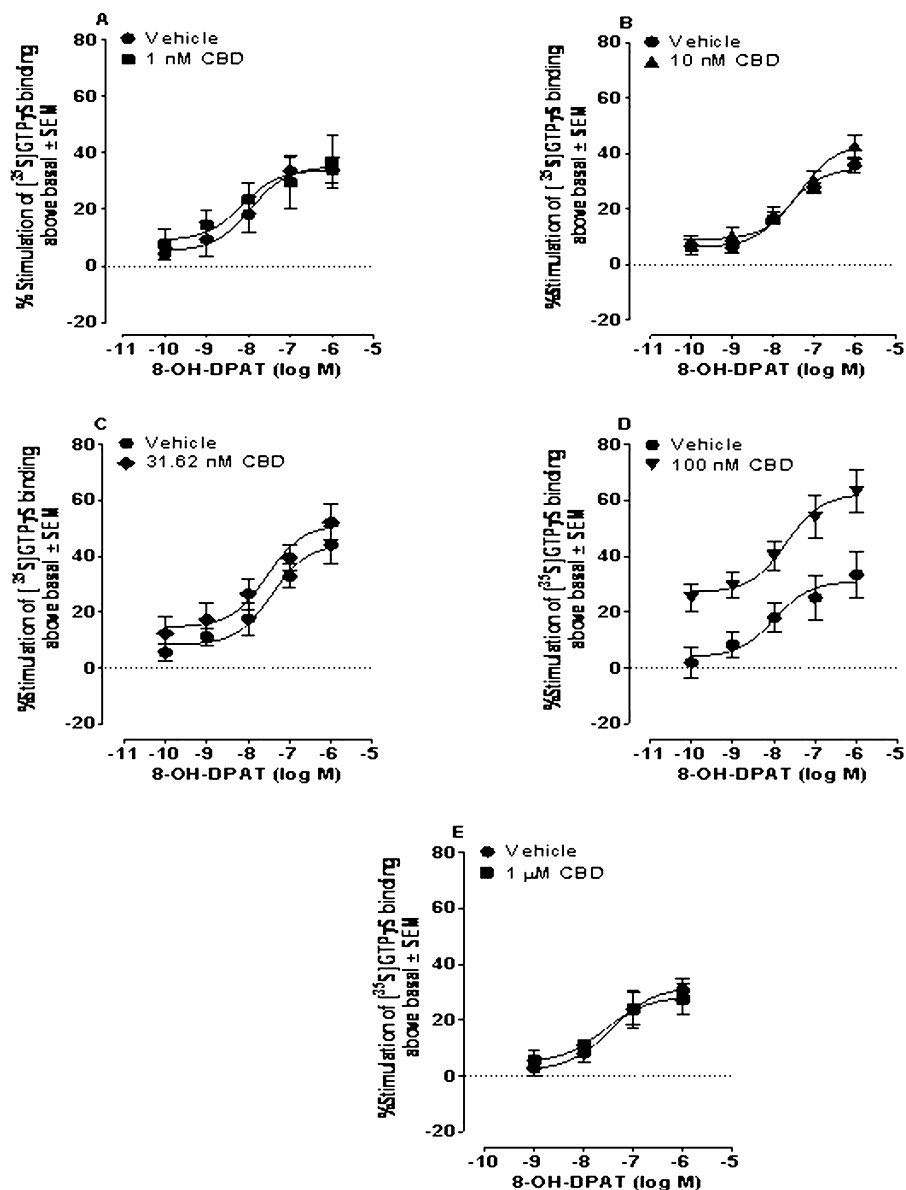 A
Vehicle
1 nM CBD
% Stimulation of [35S]GTPγS binding
above basal ± SEM
80
60
40
20
0
-20
-11 -10 -9 -8 -7 -6 -5
8-OH-DPAT (log M)
B
Vehicle
10 nM CBD
%Stimulation of [35S]GTPγS binding
above basal ± SEM
80
60
40
20
0
-20
-11 -10 -9 -8 -7 -6 -5
8-OH-DPAT (log M)
C
Vehicle
31.62 nM CBD
%Stimulation of [35S]GTPγS binding
above basal ± SEM
80
60
40
20
0
-20
-11 -10 -9 -8 -7 -6 -5
8-OH-DPAT (log M)
D
Vehicle
100 nM CBD
%Stimulation of [35S]GTPγS binding
above basal ± SEM
80
60
40
20
0
-20
-11 -10 -9 -8 -7 -6 -5
8-OH-DPAT (log M)
E
Vehicle
1 µM CBD
%Stimulation of [35S]GTPγS binding
above basal ± SEM
80
60
40
20
0
-20
-10 -9 -8 -7 -6 -5
8-OH-DPAT (log M)